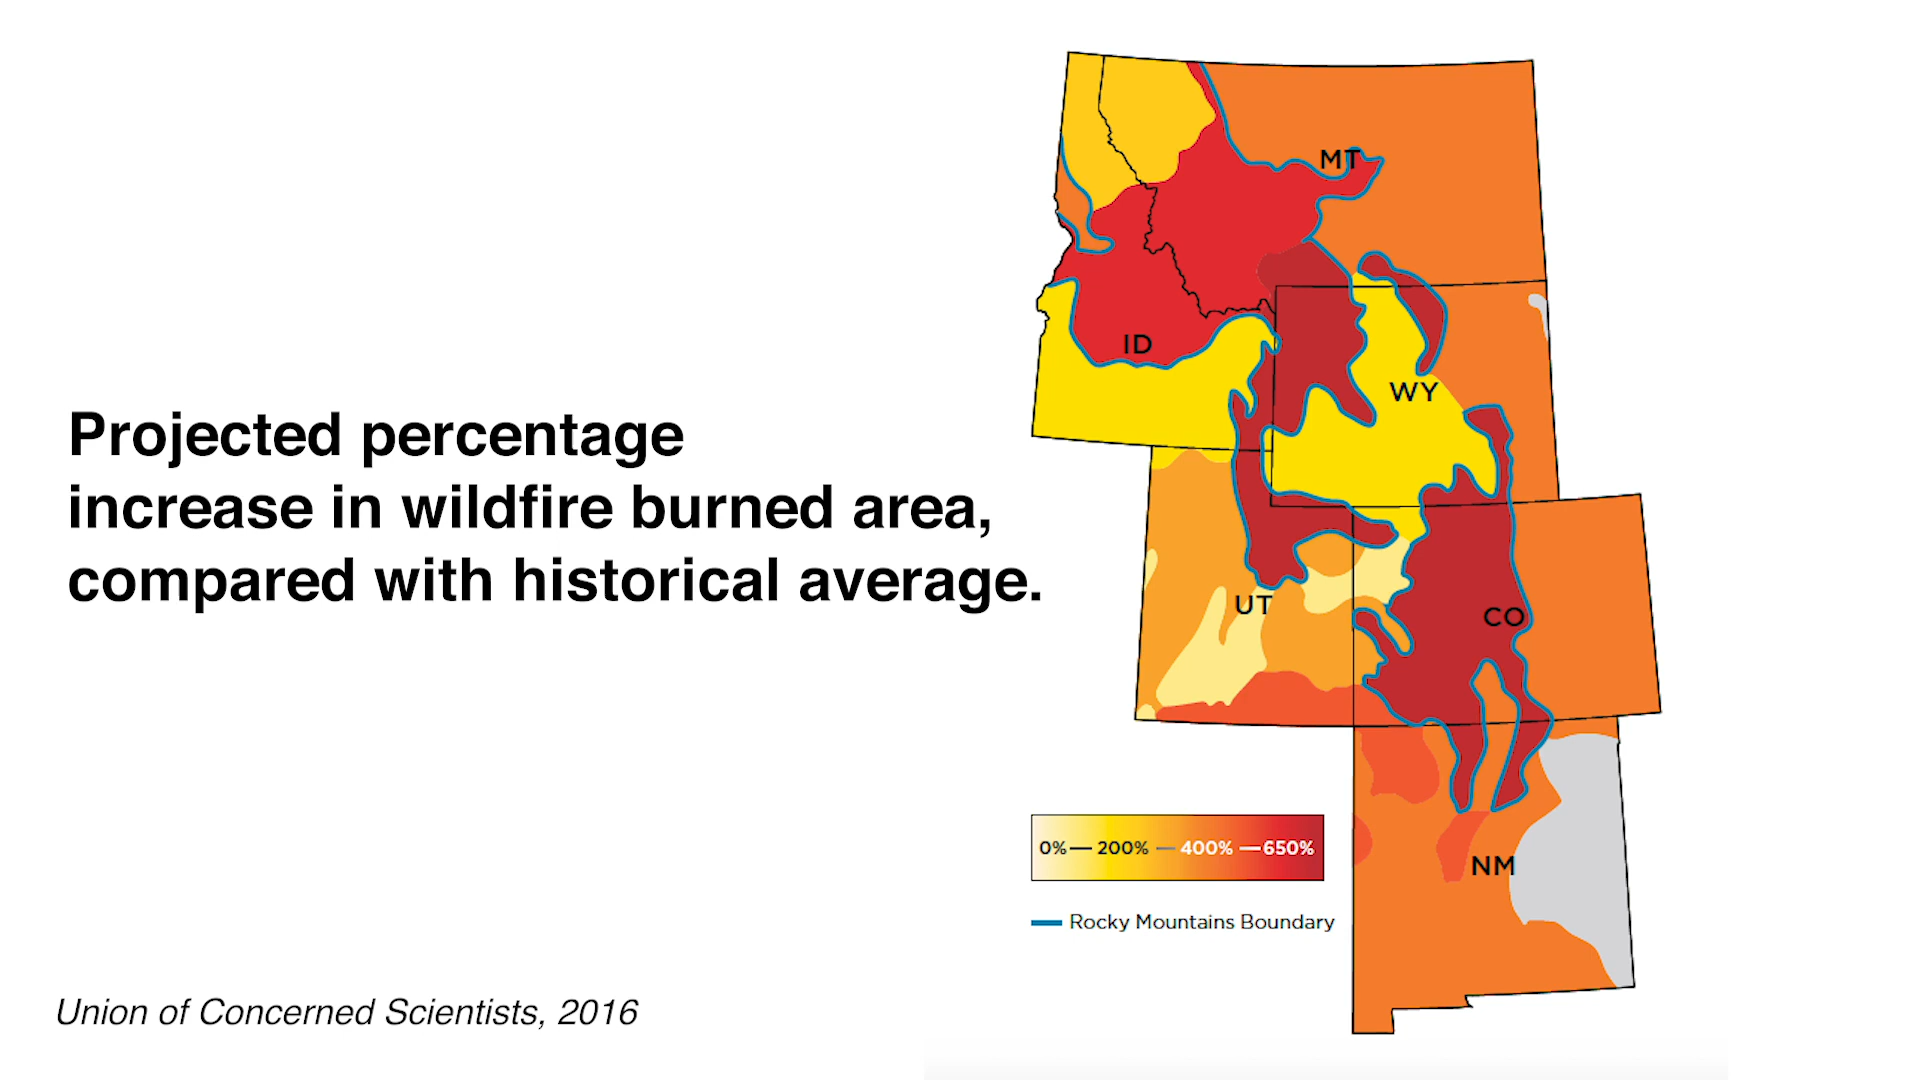 Projected percentage
increase in wildfire burned area,
compared with historical average.
Union of Concerned Scientists, 2016
MT
ID
WY
UT
CO
NM
0% — 200% — 400% — 650%
Rocky Mountains Boundary